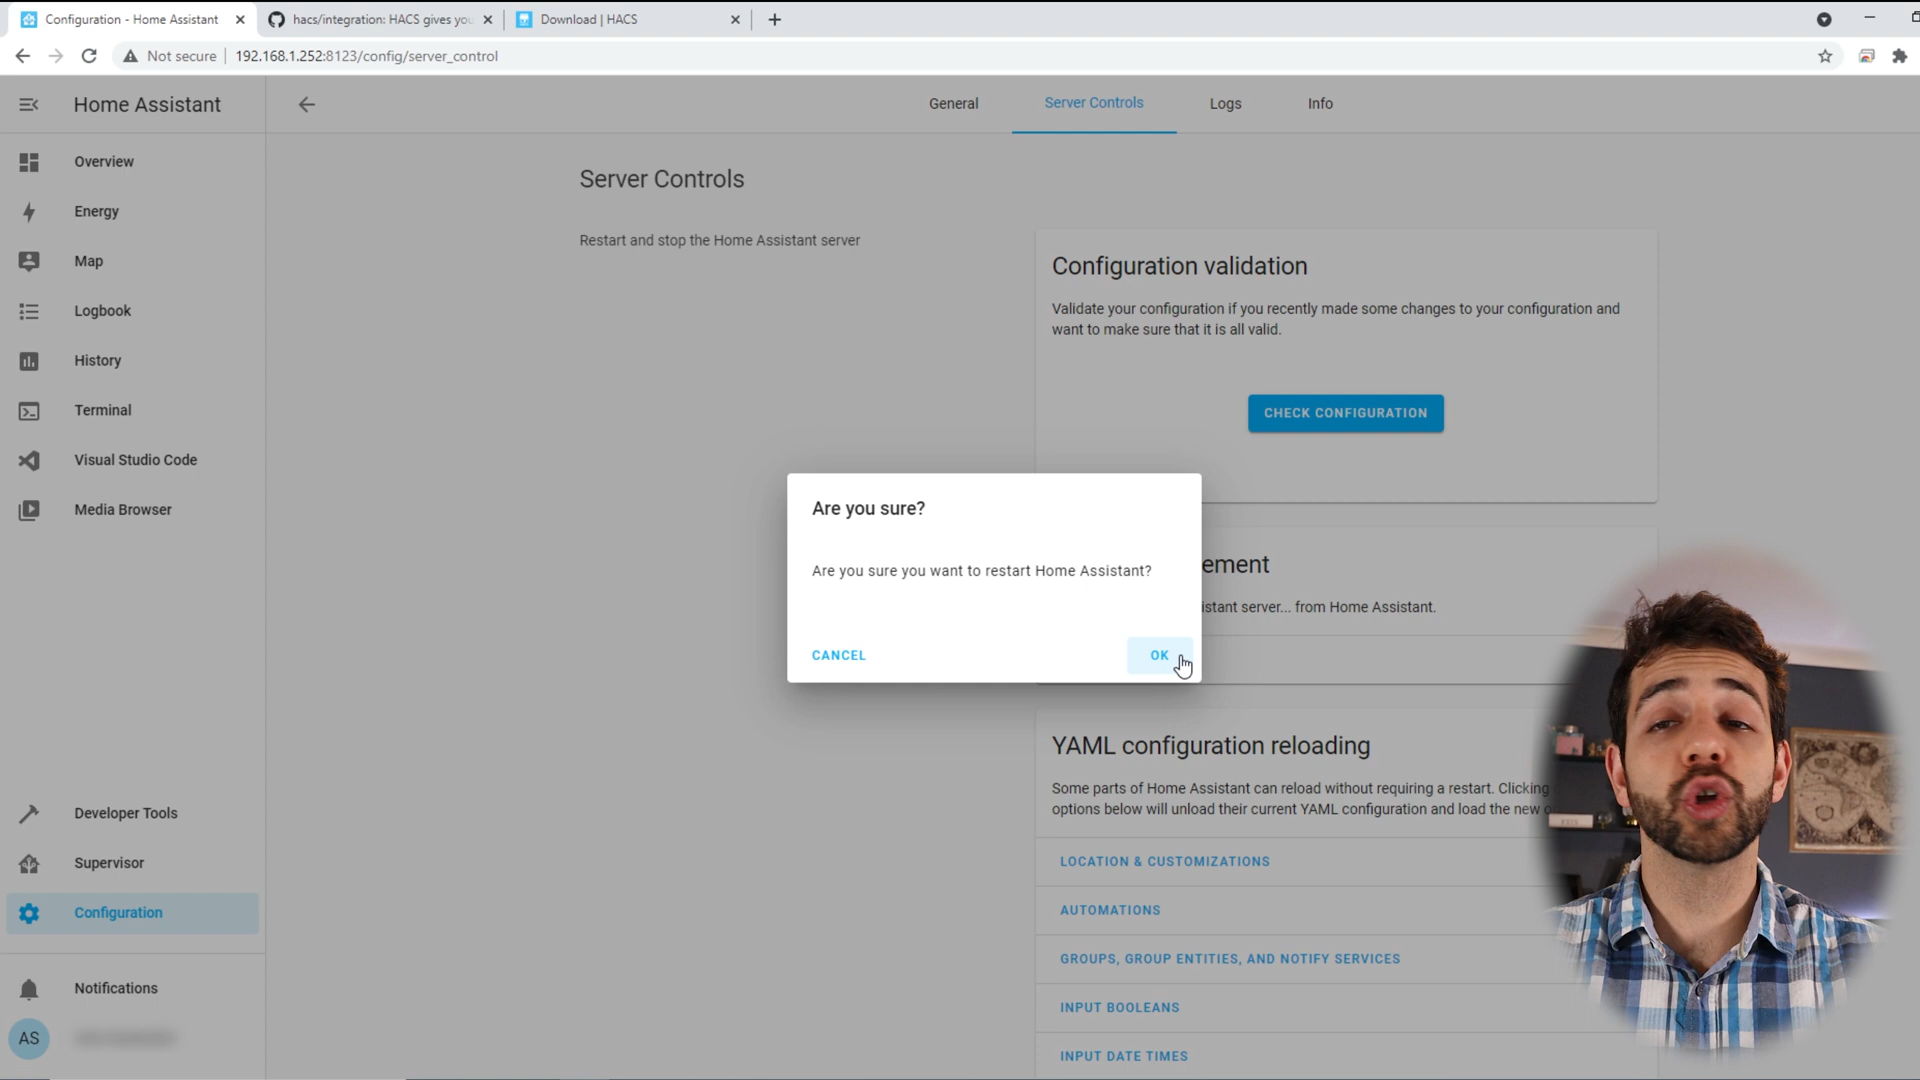 Configuration - Home Assistant
hacs/integration: HACS gives you
Download | HACS
Not secure
192.168.1.252:8123/config/server_control
Home Assistant
General
Server Controls
Logs
Info
Overview
Energy
Map
Logbook
History
Terminal
Visual Studio Code
Media Browser
Developer Tools
Supervisor
Configuration
Notifications
AS
Server Controls
Restart and stop the Home Assistant server
Configuration validation
Validate your configuration if you recently made some changes to your configuration and
want to make sure that it is all valid.
CHECK CONFIGURATION
Are you sure?
Are you sure you want to restart Home Assistant?
CANCEL
OK
ement
istant server... from Home Assistant.
YAML configuration reloading
Some parts of Home Assistant can reload without requiring a restart. Clicking
options below will unload their current YAML configuration and load the new
LOCATION & CUSTOMIZATIONS
AUTOMATIONS
GROUPS, GROUP ENTITIES, AND NOTIFY SERVICES
INPUT BOOLEANS
INPUT DATE TIMES